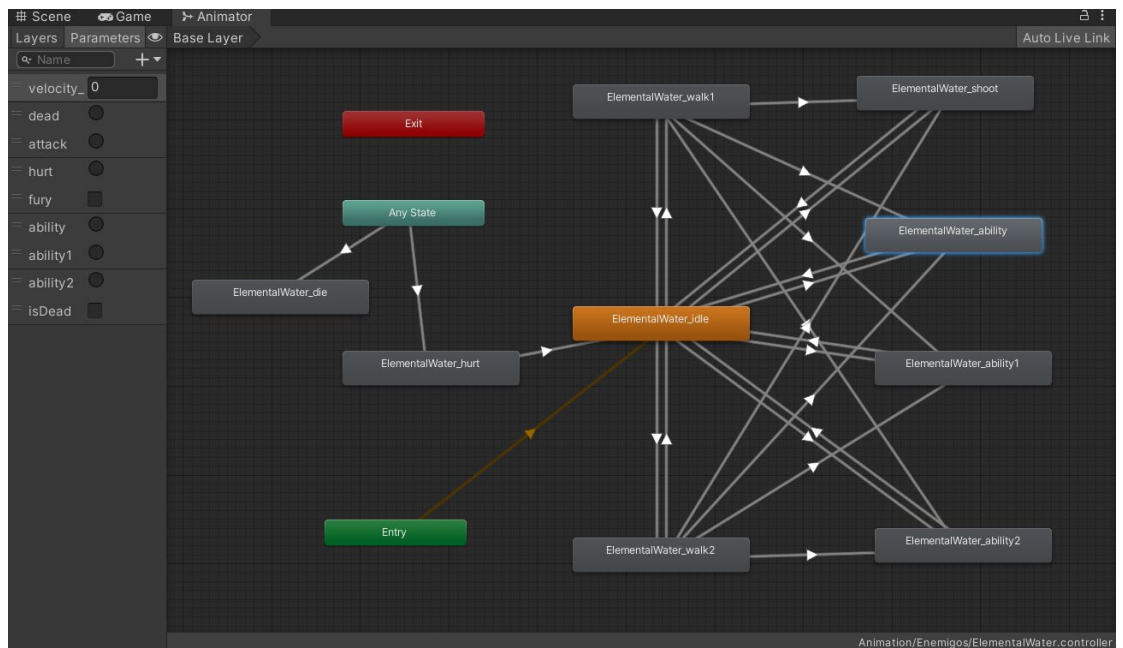 Scene Game Animator
Layers Parameters Base Layer Auto Live Link
Name
velocity_ 0
dead
attack
hurt
fury
ability
ability1
ability2
isDead
Exit
Any State
ElementalWater_die
ElementalWater_hurt
Entry
ElementalWater_walk1
ElementalWater_idle
ElementalWater_walk2
ElementalWater_shoot
ElementalWater_ability
ElementalWater_ability1
ElementalWater_ability2
Animation/Enemigos/ElementalWater.controller